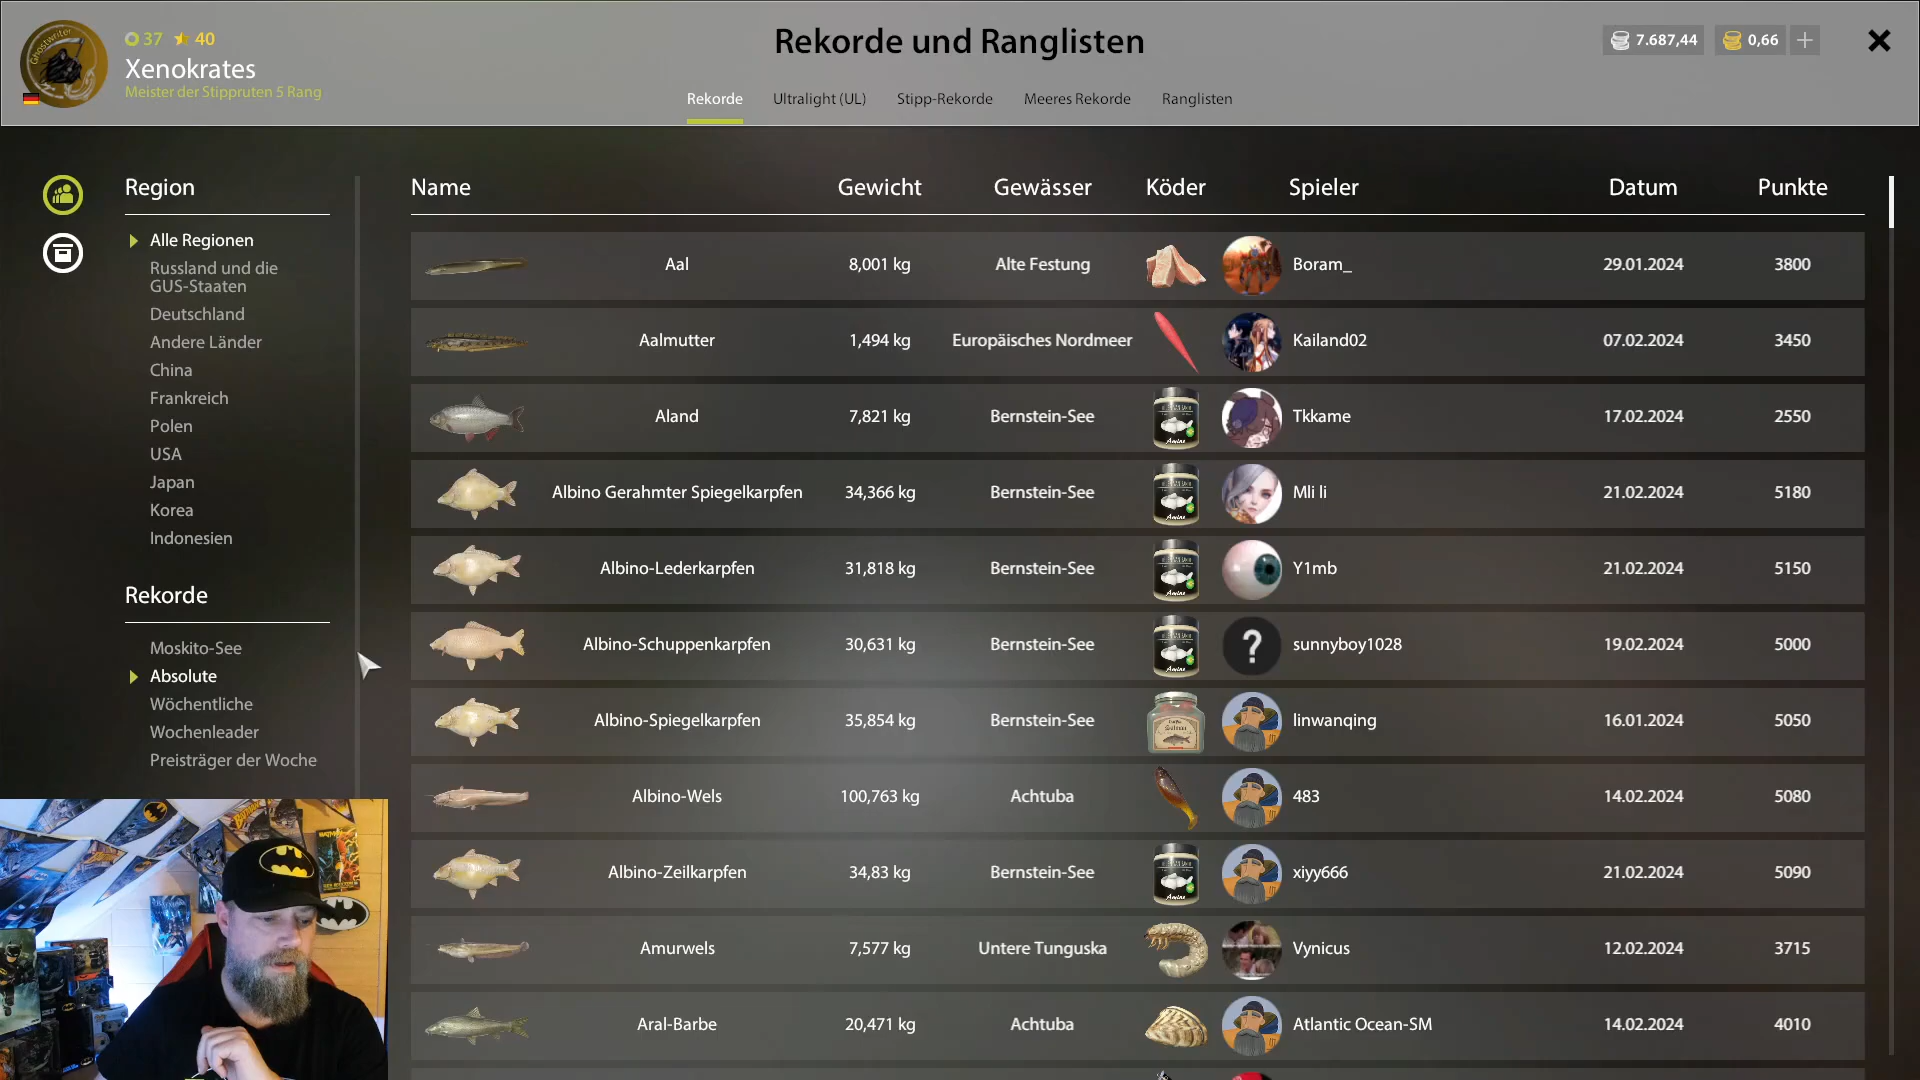 Ghostwriter
37 40
Xenokrates
Meister der Stippruten 5 Rang
Rekorde und Ranglisten
7.687,44 0,66
Rekorde Ultralight (UL) Stipp-Rekorde Meeres Rekorde Ranglisten
Region
Alle Regionen
Russland und die
GUS-Staaten
Deutschland
Andere Länder
China
Frankreich
Polen
USA
Japan
Korea
Indonesien
Rekorde
Moskito-See
Absolute
Wöchentliche
Wochenleader
Preisträger der Woche
Name Gewicht Gewässer Köder Spieler Datum Punkte
Aal 8,001 kg Alte Festung Boram_ 29.01.2024 3800
Aalmutter 1,494 kg Europäisches Nordmeer Kailand02 07.02.2024 3450
Aland 7,821 kg Bernstein-See Tkkame 17.02.2024 2550
Albino Gerahmter Spiegelkarpfen 34,366 kg Bernstein-See Mli li 21.02.2024 5180
Albino-Lederkarpfen 31,818 kg Bernstein-See Y1mb 21.02.2024 5150
Albino-Schuppenkarpfen 30,631 kg Bernstein-See ? sunnyboy1028 19.02.2024 5000
Albino-Spiegelkarpfen 35,854 kg Bernstein-See linwanqing 16.01.2024 5050
Albino-Wels 100,763 kg Achtuba 483 14.02.2024 5080
Albino-Zeilkarpfen 34,83 kg Bernstein-See xiyy666 21.02.2024 5090
Amurwels 7,577 kg Untere Tunguska Vynicus 12.02.2024 3715
Aral-Barbe 20,471 kg Achtuba Atlantic Ocean-SM 14.02.2024 4010